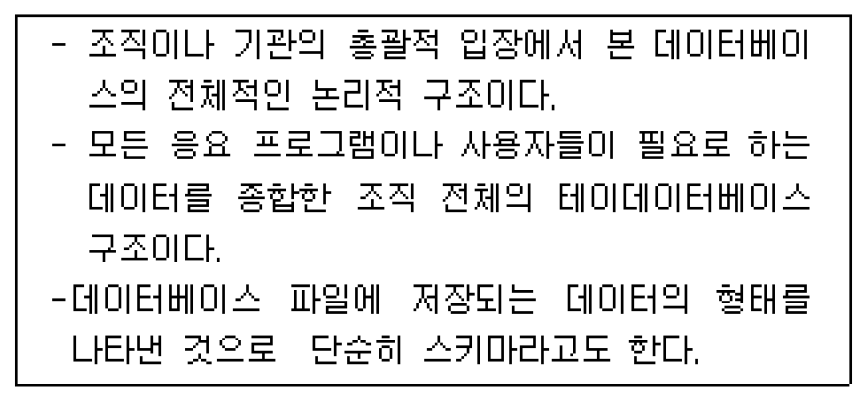 - 조직이나 기관의 총괄적 입장에서 본 데이터베이
스의 전체적인 논리적 구조이다.
- 모든 응요 프로그램이나 사용자들이 필요로 하는
데이터를 종합한 조직 전체의 테이데이터베이스
구조이다.
-데이터베이스 파일에 저장되는 데이터의 형태를
나타낸 것으로 단순히 스키마라고도 한다.